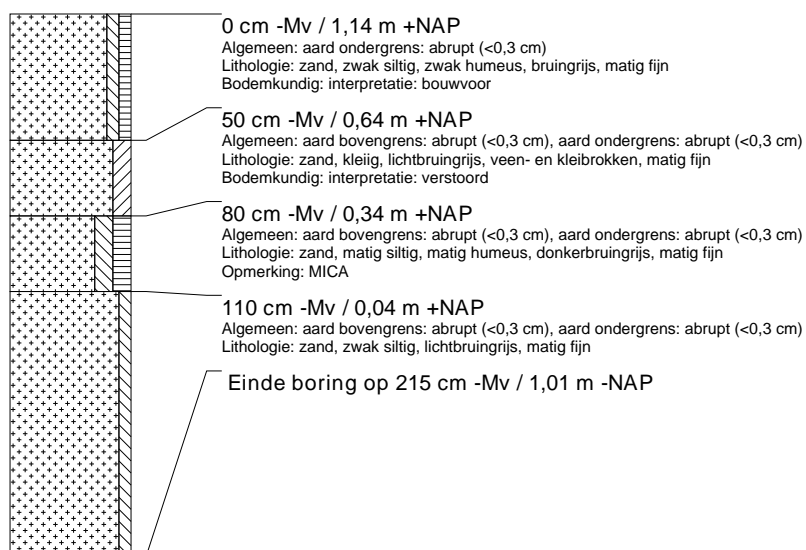 0 cm -Mv / 1,14 m +NAP
Algemeen: aard ondergrens: abrupt (<0,3 cm)
Lithologie: zand, zwak siltig, zwak humeus, bruingrijs, matig fijn
Bodemkundig: interpretatie: bouwvoor
50 cm -Mv / 0,64 m +NAP
Algemeen: aard bovengrens: abrupt (<0,3 cm), aard ondergrens: abrupt (<0,3 cm)
Lithologie: zand, kleiig, lichtbruingrijs, veen- en kleibrokken, matig fijn
Bodemkundig: interpretatie: verstoord
80 cm -Mv / 0,34 m +NAP
Algemeen: aard bovengrens: abrupt (<0,3 cm), aard ondergrens: abrupt (<0,3 cm)
Lithologie: zand, matig siltig, matig humeus, donkerbruingrijs, matig fijn
Opmerking: MICA
110 cm -Mv / 0,04 m +NAP
Algemeen: aard bovengrens: abrupt (<0,3 cm), aard ondergrens: abrupt (<0,3 cm)
Lithologie: zand, zwak siltig, lichtbruingrijs, matig fijn
Einde boring op 215 cm -Mv / 1,01 m -NAP